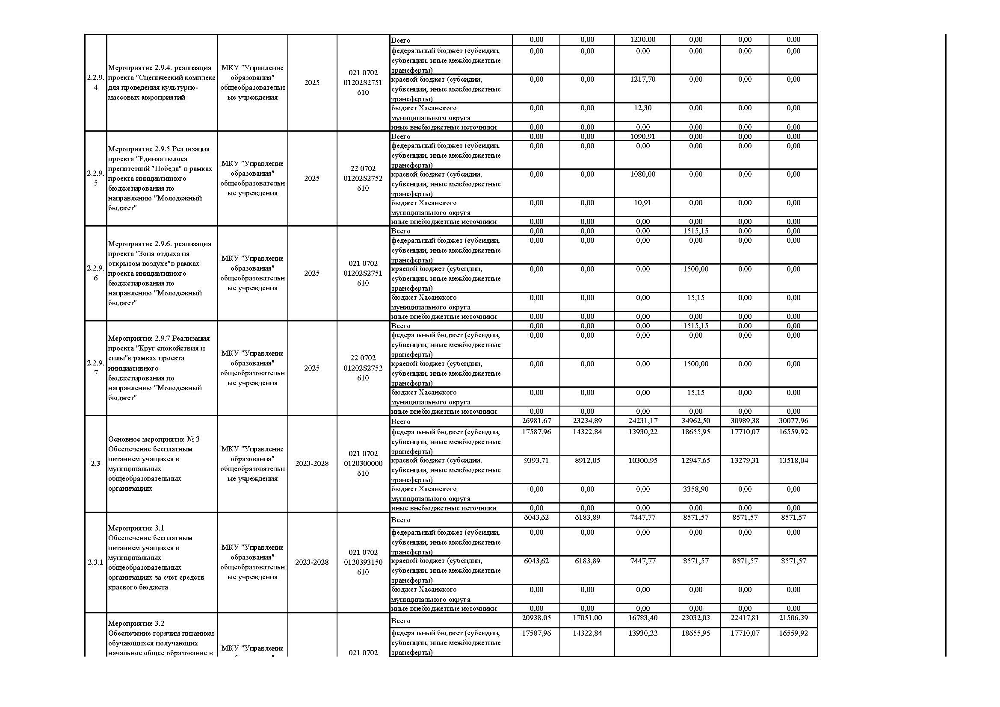 2.2.9.
4
Мероприятие 2.9.4. реализация
проекта "Сценический комплекс
для проведения культурно-
массовых мероприятий
МКУ "Управление
образования"
общеобразовательн
ые учреждения
2025
021 0702
01202S2751
610
Всего 0,00 0,00 1230,00 0,00 0,00 0,00
федеральный бюджет (субсидии, 0,00 0,00 0,00 0,00 0,00 0,00
субвенции, иные межбюджетные
трансферты)
краевой бюджет (субсидии, 0,00 0,00 1217,70 0,00 0,00 0,00
субвенции, иные межбюджетные
трансферты)
бюджет Хасанского 0,00 0,00 12,30 0,00 0,00 0,00
муниципального округа
иные внебюджетные источники 0,00 0,00 0,00 0,00 0,00 0,00
2.2.9.
5
Мероприятие 2.9.5 Реализация
проекта "Единая полоса
препятствий "Победа" в рамках
проекта инициативного
бюджетирования по
направлению "Молодежный
бюджет"
МКУ "Управление
образования"
общеобразовательн
ые учреждения
2025
22 0702
01202S2752
610
Всего 0,00 0,00 1090,91 0,00 0,00 0,00
федеральный бюджет (субсидии, 0,00 0,00 0,00 0,00 0,00 0,00
субвенции, иные межбюджетные
трансферты)
краевой бюджет (субсидии, 0,00 0,00 1080,00 0,00 0,00 0,00
субвенции, иные межбюджетные
трансферты)
бюджет Хасанского 0,00 0,00 10,91 0,00 0,00 0,00
муниципального округа
иные внебюджетные источники 0,00 0,00 0,00 0,00 0,00 0,00
2.2.9.
6
Мероприятие 2.9.6. реализация
проекта "Зона отдыха на
открытом воздухе"в рамках
проекта инициативного
бюджетирования по
направлению "Молодежный
бюджет"
МКУ "Управление
образования"
общеобразовательн
ые учреждения
2025
021 0702
01202S2751
610
Всего 0,00 0,00 0,00 1515,15 0,00 0,00
федеральный бюджет (субсидии, 0,00 0,00 0,00 0,00 0,00 0,00
субвенции, иные межбюджетные
трансферты)
краевой бюджет (субсидии, 0,00 0,00 0,00 1500,00 0,00 0,00
субвенции, иные межбюджетные
трансферты)
бюджет Хасанского 0,00 0,00 0,00 15,15 0,00 0,00
муниципального округа
иные внебюджетные источники 0,00 0,00 0,00 0,00 0,00 0,00
2.2.9.
7
Мероприятие 2.9.7 Реализация
проекта "Круг спокойствия и
силы"в рамках проекта
инициативного
бюджетирования по
направлению "Молодежный
бюджет"
МКУ "Управление
образования"
общеобразовательн
ые учреждения
2025
22 0702
01202S2752
610
Всего 0,00 0,00 0,00 1515,15 0,00 0,00
федеральный бюджет (субсидии, 0,00 0,00 0,00 0,00 0,00 0,00
субвенции, иные межбюджетные
трансферты)
краевой бюджет (субсидии, 0,00 0,00 0,00 1500,00 0,00 0,00
субвенции, иные межбюджетные
трансферты)
бюджет Хасанского 0,00 0,00 0,00 15,15 0,00 0,00
муниципального округа
иные внебюджетные источники 0,00 0,00 0,00 0,00 0,00 0,00
2.3
Основное мероприятие № 3
Обеспечение бесплатным
питанием учащихся в
муниципальных
общеобразовательных
организациях
МКУ "Управление
образования"
общеобразовательн
ые учреждения
2023-2028
021 0702
0120300000
610
Всего 26981,67 23234,89 24231,17 34962,50 30989,38 30077,96
федеральный бюджет (субсидии, 17587,96 14322,84 13930,22 18655,95 17710,07 16559,92
субвенции, иные межбюджетные
трансферты)
краевой бюджет (субсидии, 9393,71 8912,05 10300,95 12947,65 13279,31 13518,04
субвенции, иные межбюджетные
трансферты)
бюджет Хасанского 0,00 0,00 0,00 3358,90 0,00 0,00
муниципального округа
иные внебюджетные источники 0,00 0,00 0,00 0,00 0,00 0,00
2.3.1
Мероприятие 3.1
Обеспечение бесплатным
питанием учащихся в
муниципальных
общеобразовательных
организациях за счет средств
краевого бюджета
МКУ "Управление
образования"
общеобразовательн
ые учреждения
2023-2028
021 0702
0120393150
610
Всего 6043,62 6183,89 7447,77 8571,57 8571,57 8571,57
федеральный бюджет (субсидии, 0,00 0,00 0,00 0,00 0,00 0,00
субвенции, иные межбюджетные
трансферты)
краевой бюджет (субсидии, 6043,62 6183,89 7447,77 8571,57 8571,57 8571,57
субвенции, иные межбюджетные
трансферты)
бюджет Хасанского 0,00 0,00 0,00 0,00 0,00 0,00
муниципального округа
иные внебюджетные источники 0,00 0,00 0,00 0,00 0,00 0,00
Мероприятие 3.2
Обеспечение горячим питанием
обучающихся получающих
начальное общее образование в
МКУ "Управление
021 0702
Всего 20938,05 17051,00 16783,40 23032,03 22417,81 21506,39
федеральный бюджет (субсидии, 17587,96 14322,84 13930,22 18655,95 17710,07 16559,92
субвенции, иные межбюджетные
трансферты)